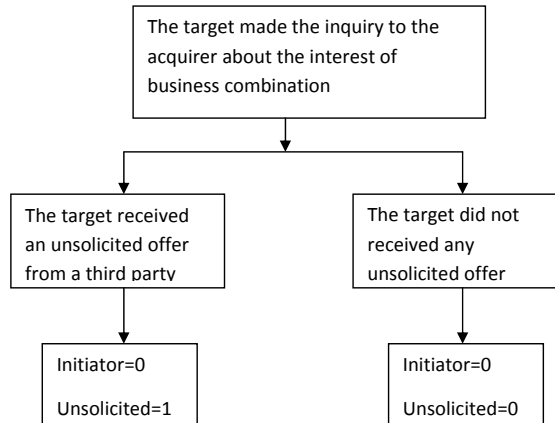 The target made the inquiry to the
acquirer about the interest of
business combination
The target received
an unsolicited offer
from a third party
The target did not
received any
unsolicited offer
Initiator=0
Unsolicited=1
Initiator=0
Unsolicited=0